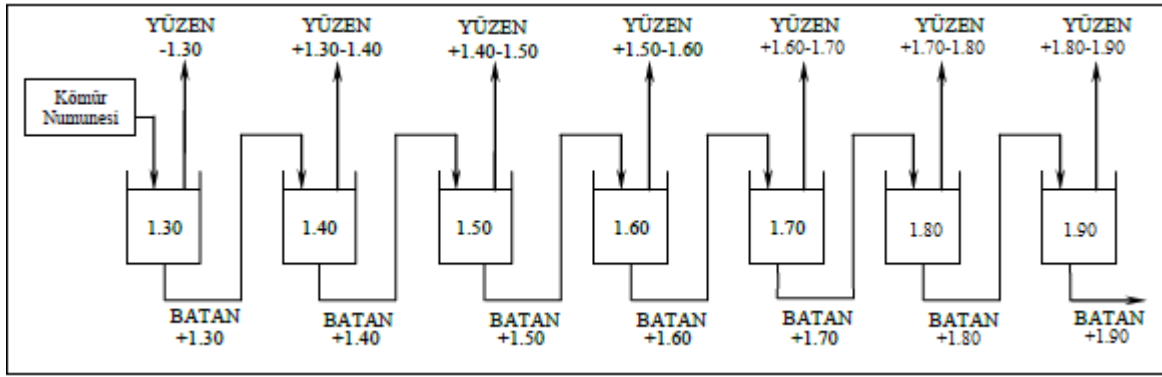 YÜZEN
-1.30
YÜZEN
+1.30-1.40
YÜZEN
+1.40-1.50
YÜZEN
+1.50-1.60
YÜZEN
+1.60-1.70
YÜZEN
+1.70-1.80
YÜZEN
+1.80-1.90
Kömür
Numunesi
1.30
1.40
1.50
1.60
1.70
1.80
1.90
BATAN
+1.30
BATAN
+1.40
BATAN
+1.50
BATAN
+1.60
BATAN
+1.70
BATAN
+1.80
BATAN
+1.90